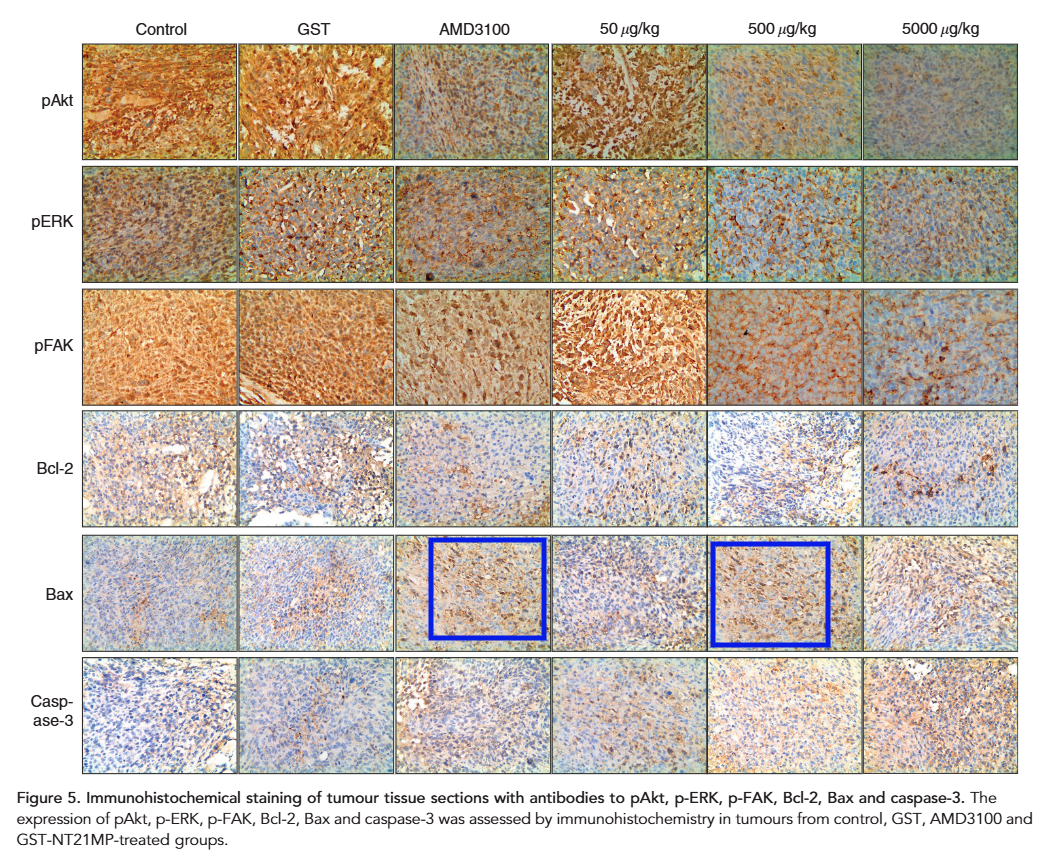 Control GST AMD3100 50 µg/kg 500 µg/kg 5000 µg/kg
pAkt
pERK
pFAK
Bcl-2
Bax
Casp-
ase-3
Figure 5. Immunohistochemical staining of tumour tissue sections with antibodies to pAkt, p-ERK, p-FAK, Bcl-2, Bax and caspase-3. The
expression of pAkt, p-ERK, p-FAK, Bcl-2, Bax and caspase-3 was assessed by immunohistochemistry in tumours from control, GST, AMD3100 and
GST-NT21MP-treated groups.